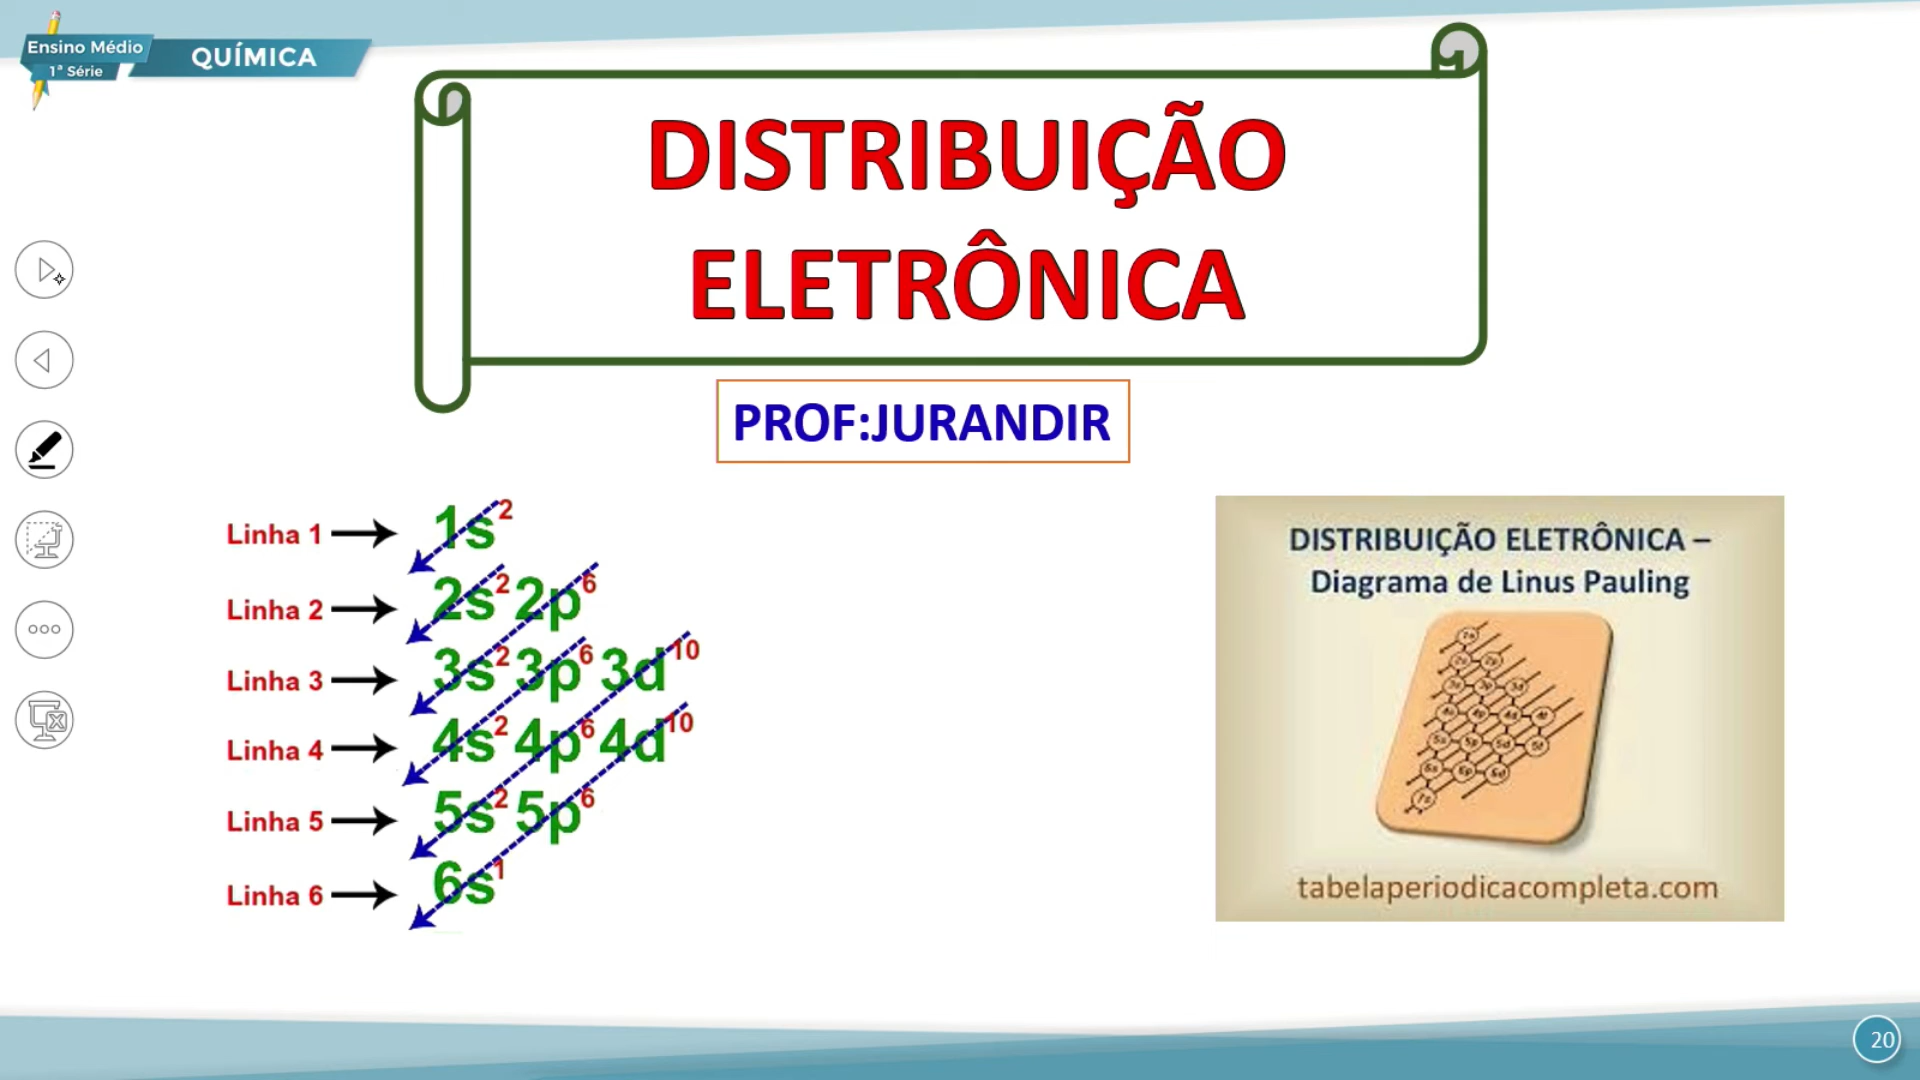 Ensino Médio
1ª Série
QUÍMICA
DISTRIBUIÇÃO
ELETRÔNICA
PROF:JURANDIR
Linha 1 1s²
Linha 2 2s² 2p⁶
Linha 3 3s² 3p⁶ 3d¹⁰
Linha 4 4s² 4p⁶ 4d¹⁰
Linha 5 5s² 5p⁶
Linha 6 6s¹
DISTRIBUIÇÃO ELETRÔNICA –
Diagrama de Linus Pauling
tabelaperiodicacompleta.com
20